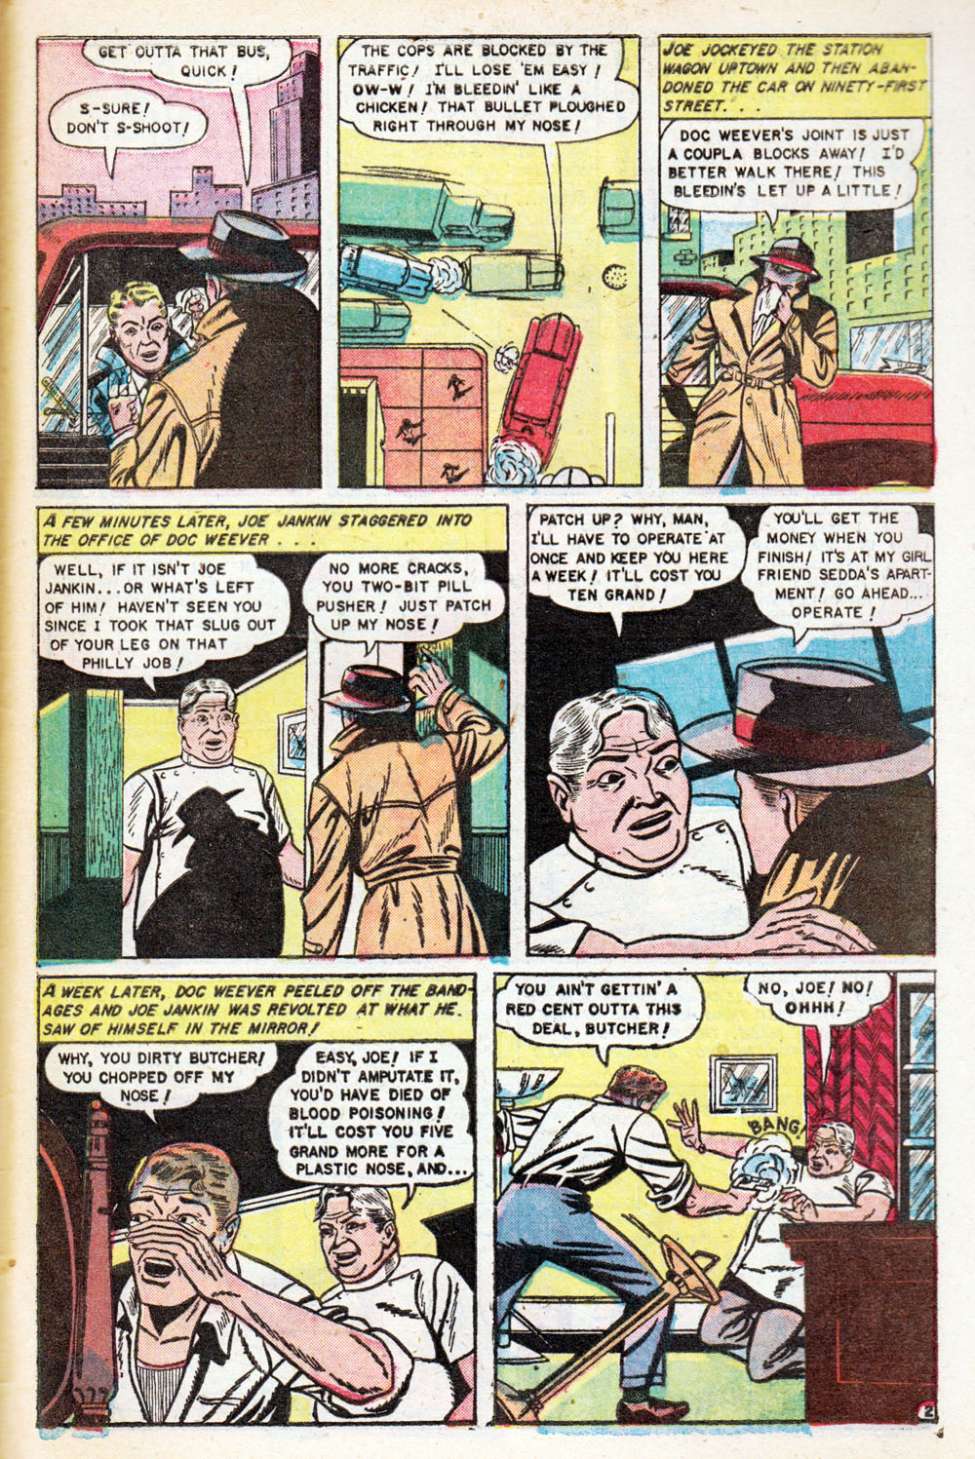 GET OUTTA THAT BUS,
QUICK!
S-SURE!
DON'T S-SHOOT!
THE COPS ARE BLOCKED BY THE
TRAFFIC! I'LL LOSE 'EM EASY!
OW-W! I'M BLEEDIN' LIKE A
CHICKEN! THAT BULLET PLOUGHED
RIGHT THROUGH MY NOSE!
JOE JOCKEYED THE STATION
WAGON UPTOWN AND THEN ABAN-
DONED THE CAR ON NINETY-FIRST
STREET. . .
DOC WEEVER'S JOINT IS JUST
A COUPLA BLOCKS AWAY! I'D
BETTER WALK THERE! THIS
BLEEDIN'S LET UP A LITTLE!
A FEW MINUTES LATER, JOE JANKIN STAGGERED INTO
THE OFFICE OF DOC WEEVER . . .
WELL, IF IT ISN'T JOE
JANKIN...OR WHAT'S LEFT
OF HIM! HAVEN'T SEEN YOU
SINCE I TOOK THAT SLUG OUT
OF YOUR LEG ON THAT
PHILLY JOB!
NO MORE CRACKS,
YOU TWO-BIT PILL
PUSHER! JUST PATCH
UP MY NOSE!
PATCH UP? WHY, MAN,
I'LL HAVE TO OPERATE AT
ONCE AND KEEP YOU HERE
A WEEK! IT'LL COST YOU
TEN GRAND!
YOU'LL GET THE
MONEY WHEN YOU
FINISH! IT'S AT MY GIRL
FRIEND SEDDA'S APART-
MENT! GO AHEAD...
OPERATE!
A WEEK LATER, DOC WEEVER PEELED OFF THE BAND-
AGES AND JOE JANKIN WAS REVOLTED AT WHAT HE
SAW OF HIMSELF IN THE MIRROR!
WHY, YOU DIRTY BUTCHER!
YOU CHOPPED OFF MY
NOSE!
EASY, JOE! IF I
DIDN'T AMPUTATE IT,
YOU'D HAVE DIED OF
BLOOD POISONING!
IT'LL COST YOU FIVE
GRAND MORE FOR A
PLASTIC NOSE, AND...
YOU AIN'T GETTIN' A
RED CENT OUTTA THIS
DEAL, BUTCHER!
NO, JOE! NO!
OHHH!
BANG!
2